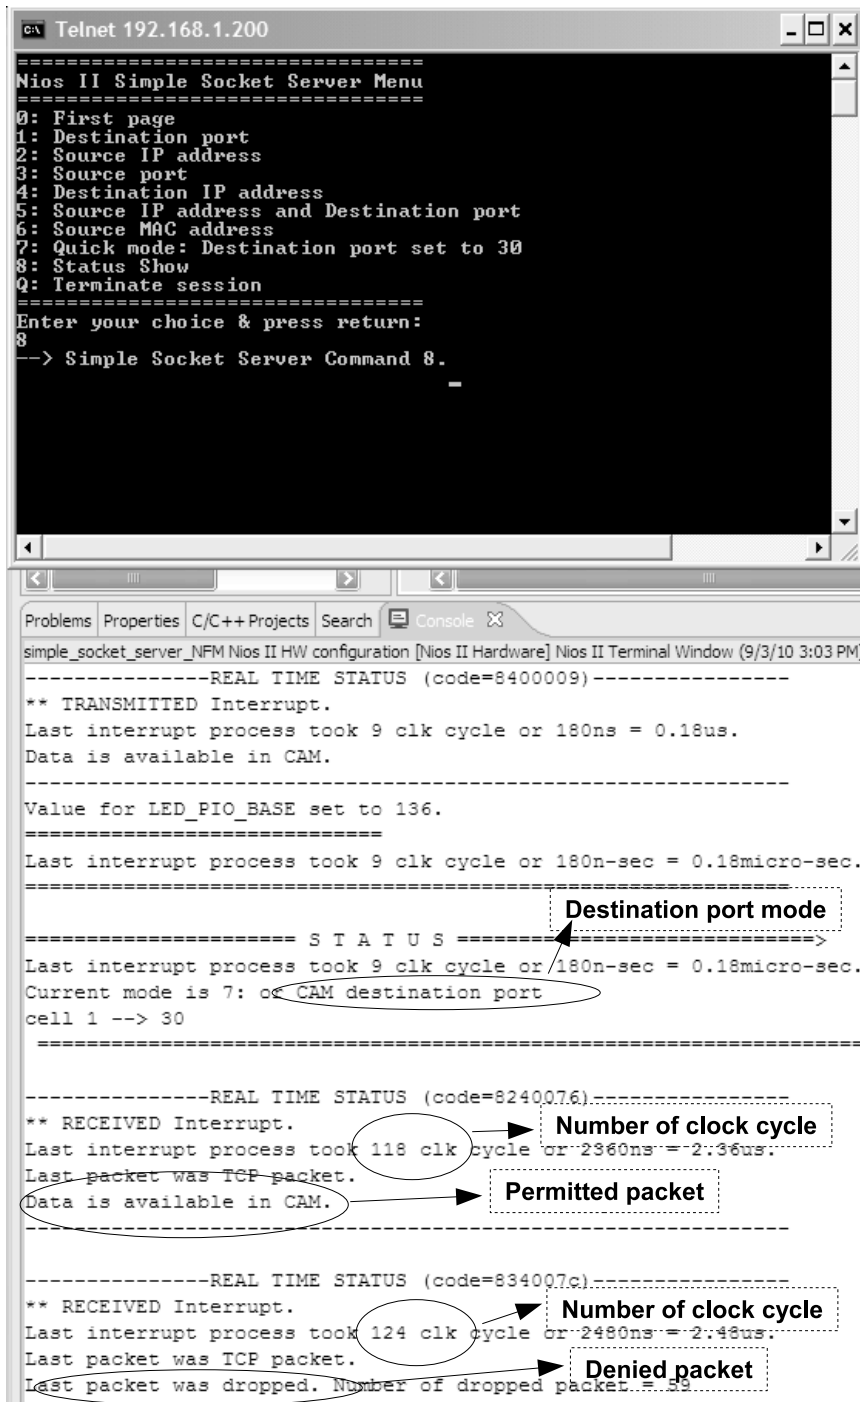 Telnet 192.168.1.200
==================================
Nios II Simple Socket Server Menu
==================================
0: First page
1: Destination port
2: Source IP address
3: Source port
4: Destination IP address
5: Source IP address and Destination port
6: Source MAC address
7: Quick mode: Destination port set to 30
8: Status Show
Q: Terminate session
==================================
Enter your choice & press return:
8
--> Simple Socket Server Command 8.
Problems Properties C/C++ Projects Search Console
simple_socket_server_NFM Nios II HW configuration [Nios II Hardware] Nios II Terminal Window (9/3/10 3:03 PM)
---------------REAL TIME STATUS (code=8400009)----------------
** TRANSMITTED Interrupt.
Last interrupt process took 9 clk cycle or 180ns = 0.18us.
Data is available in CAM.
--------------------------------------------------------------
Value for LED_PIO_BASE set to 136.
=============================
Last interrupt process took 9 clk cycle or 180n-sec = 0.18micro-sec.
==============================================================
Destination port mode
====================== S T A T U S =============================>
Last interrupt process took 9 clk cycle or 180n-sec = 0.18micro-sec.
Current mode is 7: or CAM destination port
cell 1 --> 30
===================================================================
---------------REAL TIME STATUS (code=8240076)----------------
** RECEIVED Interrupt.
Number of clock cycle
Last interrupt process took 118 clk cycle or 2360ns = 2.36us.
Last packet was TCP packet.
Data is available in CAM.
Permitted packet
--------------------------------------------------------------
---------------REAL TIME STATUS (code=834007c)----------------
** RECEIVED Interrupt.
Number of clock cycle
Last interrupt process took 124 clk cycle or 2480ns = 2.48us.
Last packet was TCP packet.
Denied packet
Last packet was dropped. Number of dropped packet = 59